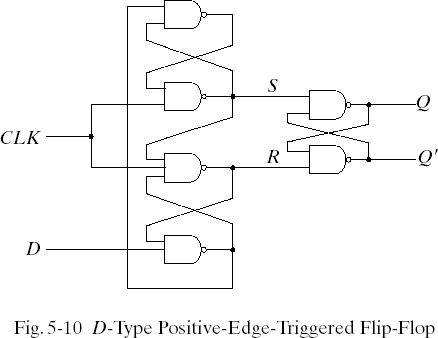 S
Q
CLK
R
Q′
D
Fig. 5-10 D-Type Positive-Edge-Triggered Flip-Flop